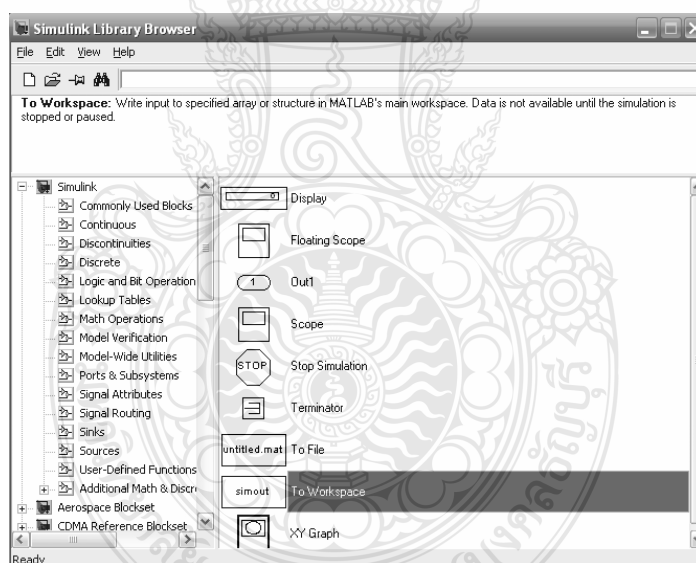 Simulink Library Browser
File Edit View Help
To Workspace: Write input to specified array or structure in MATLAB's main workspace. Data is not available until the simulation is
stopped or paused.
Simulink
Commonly Used Blocks
Continuous
Discontinuities
Discrete
Logic and Bit Operation
Lookup Tables
Math Operations
Model Verification
Model-Wide Utilities
Ports & Subsystems
Signal Attributes
Signal Routing
Sinks
Sources
User-Defined Functions
Additional Math & Discr
Aerospace Blockset
CDMA Reference Blockset
Display
Floating Scope
1 Out1
Scope
STOP Stop Simulation
Terminator
untitled.mat To File
simout To Workspace
XY Graph
Ready